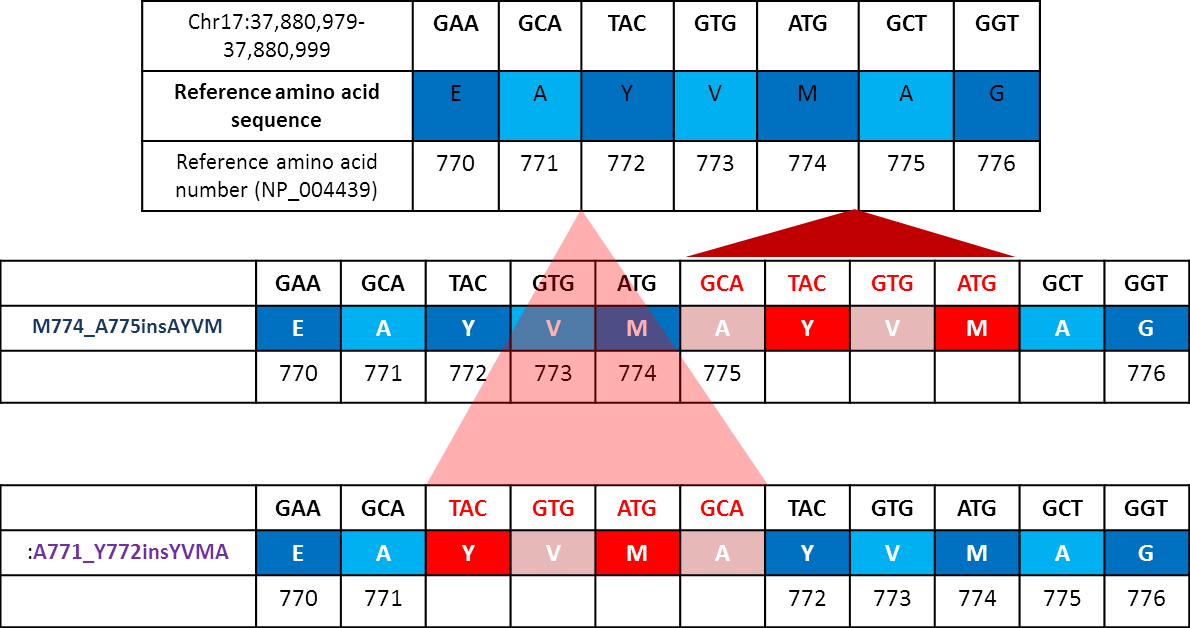 Chr17:37,880,979-
37,880,999
GAA GCA TAC GTG ATG GCT GGT
Reference amino acid
sequence
E A Y V M A G
Reference amino acid
number (NP_004439)
770 771 772 773 774 775 776
GAA GCA TAC GTG ATG GCA TAC GTG ATG GCT GGT
M774_A775insAYVM E A Y V M A Y V M A G
770 771 772 773 774 775 776
GAA GCA TAC GTG ATG GCA TAC GTG ATG GCT GGT
:A771_Y772insYVMA E A Y V M A Y V M A G
770 771 772 773 774 775 776